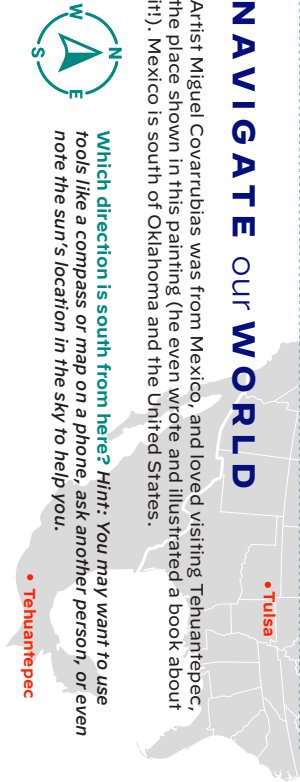 NAVIGATE our WORLD
Artist Miguel Covarrubias was from Mexico, and loved visiting Tehuantepec,
the place shown in this painting (he even wrote and illustrated a book about
it!). Mexico is south of Oklahoma and the United States.
Which direction is south from here? Hint: You may want to use
tools like a compass or map on a phone, ask another person, or even
note the sun's location in the sky to help you.
N
W
E
S
Tulsa
Tehuantepec